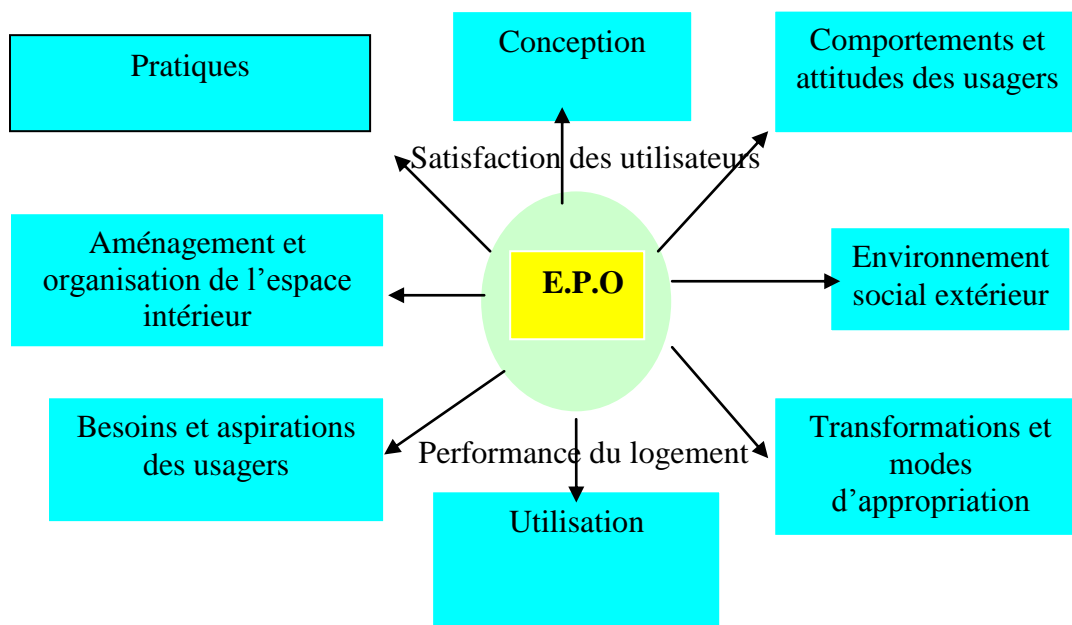 Pratiques
Conception
Comportements et
attitudes des usagers
Satisfaction des utilisateurs
Aménagement et
organisation de l’espace
intérieur
E.P.O
Environnement
social extérieur
Besoins et aspirations
des usagers
Performance du logement
Transformations et
modes
d’appropriation
Utilisation